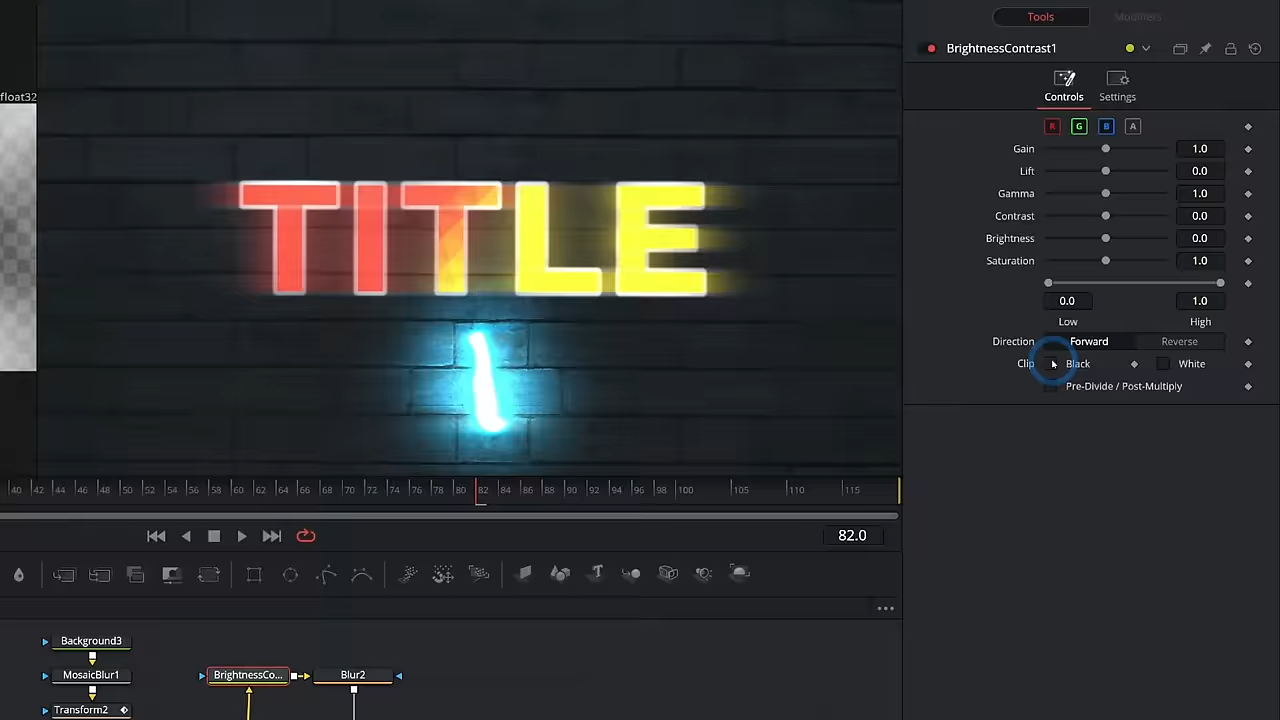 Tools Modifiers
BrightnessContrast1
float32
Controls Settings
R G B A
Gain 1.0
Lift 0.0
Gamma 1.0
Contrast 0.0
Brightness 0.0
Saturation 1.0
0.0 1.0
Low High
Direction Forward Reverse
Clip Black White
Pre-Divide / Post-Multiply
TITLE
40 42 44 46 48 50 52 54 56 58 60 62 64 66 68 70 72 74 76 78 80 82 84 86 88 90 92 94 96 98 100 105 110 115
82.0
T
Background3
MosaicBlur1
BrightnessCo... Blur2
Transform2